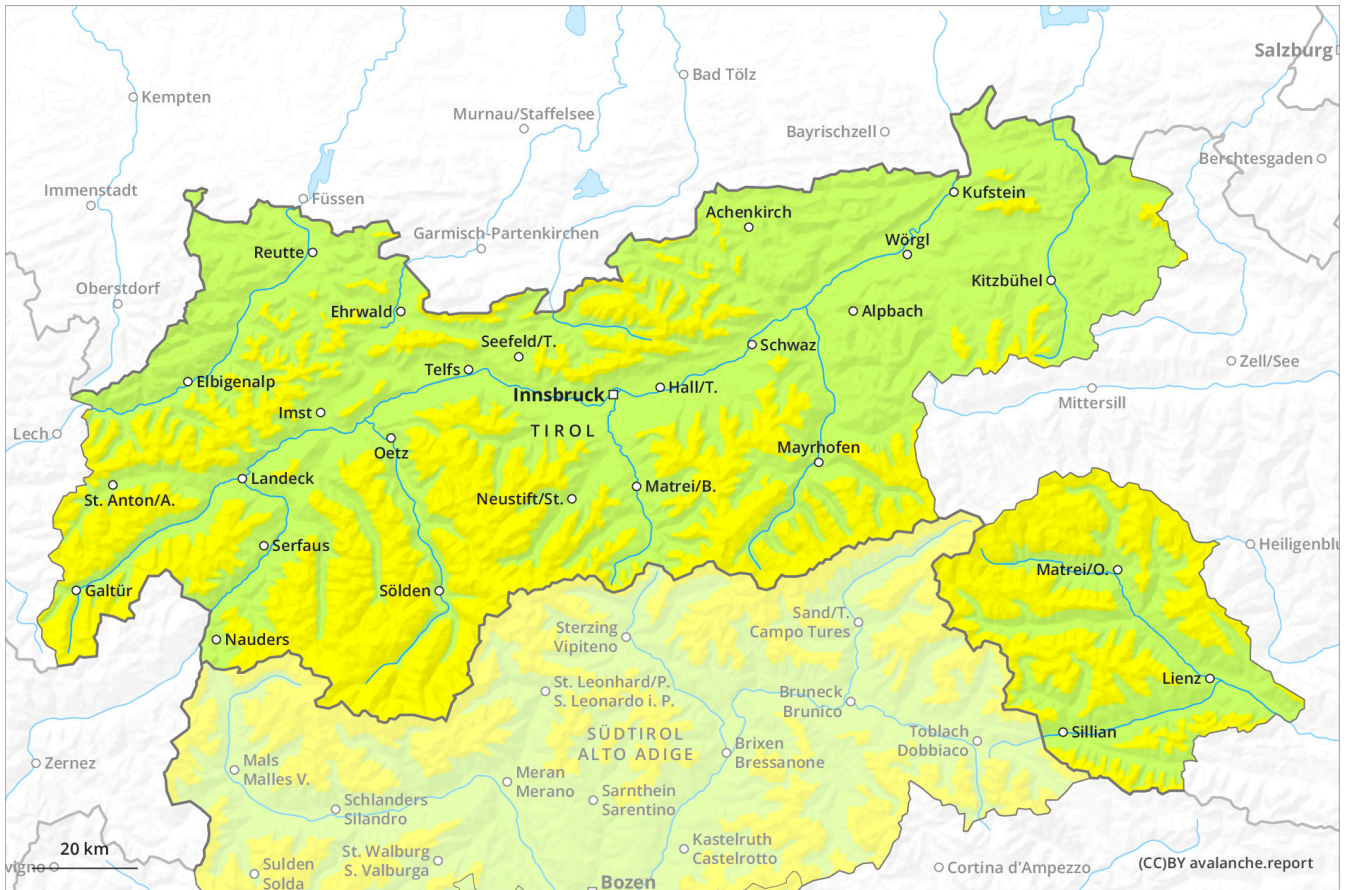 Salzburg
Bad Tölz
Kempten
Murnau/Staffelsee
Bayrischzell
Berchtesgaden
Immenstadt
Füssen
Kufstein
Achenkirch
Garmisch-Partenkirchen
Wörgl
Reutte
Oberstdorf
Kitzbühel
Ehrwald
Alpbach
Seefeld/T.
Schwaz
Zell/See
Telfs
Elbigenalp
Innsbruck
Hall/T.
Mittersill
Imst
Lech
TIROL
Oetz
Mayrhofen
Landeck
Matrei/B.
St. Anton/A.
Neustift/St.
Serfaus
Heiligenblu
Matrei/O.
Galtür
Sölden
Sand/T.
Campo Tures
Nauders
Sterzing
Vipiteno
Lienz
St. Leonhard/P.
S. Leonardo i. P.
Bruneck
Brunico
Sillian
SÜDTIROL
ALTO ADIGE
Toblach
Dobbiaco
Brixen
Bressanone
Zernez
Mals
Malles V.
Meran
Merano
Sarnthein
Sarentino
Schlanders
Silandro
20 km
Kastelruth
Castelrotto
St. Walburg
S. Valburga
vigno
Sulden
Solda
Cortina d'Ampezzo
(CC)BY avalanche.report
Bozen